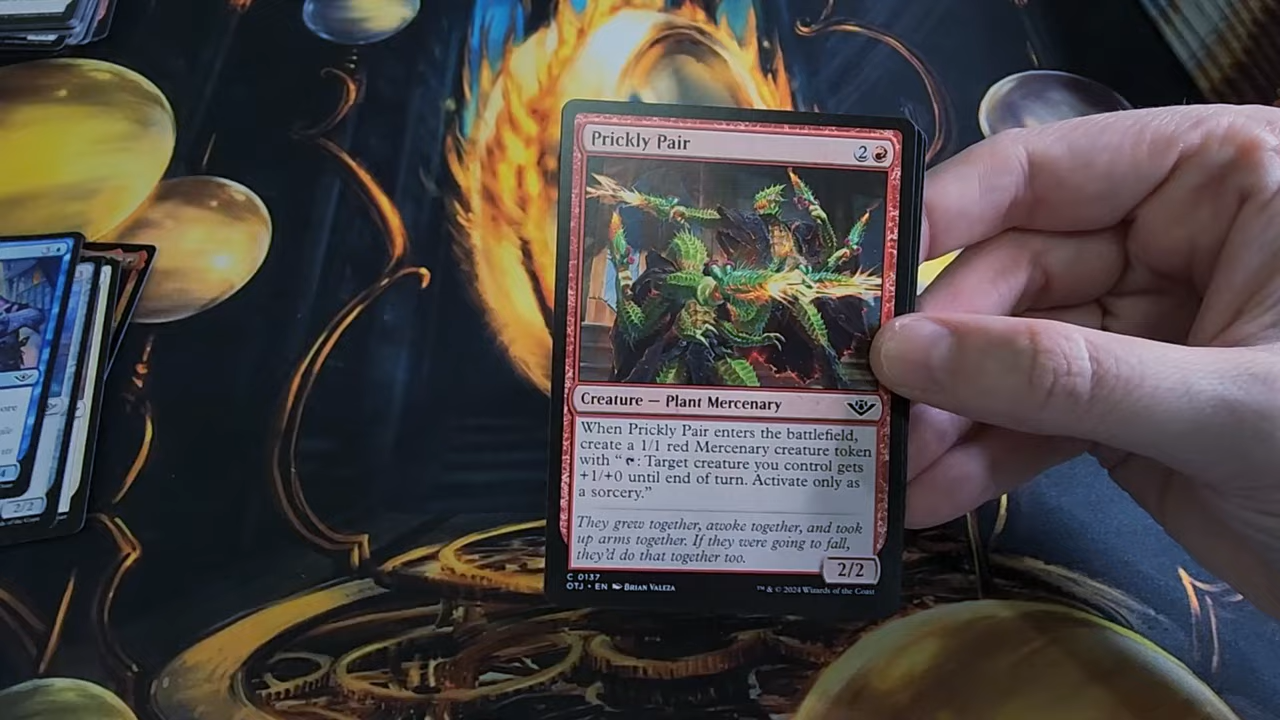 Prickly Pair
2
Creature — Plant Mercenary
When Prickly Pair enters the battlefield,
create a 1/1 red Mercenary creature token
with “ : Target creature you control gets
+1/+0 until end of turn. Activate only as
a sorcery.”
They grew together, awoke together, and took
up arms together. If they were going to fall,
they’d do that together too.
2/2
C 0137
OTJ • EN Brian Valeza
™ & © 2024 Wizards of the Coast
2/2